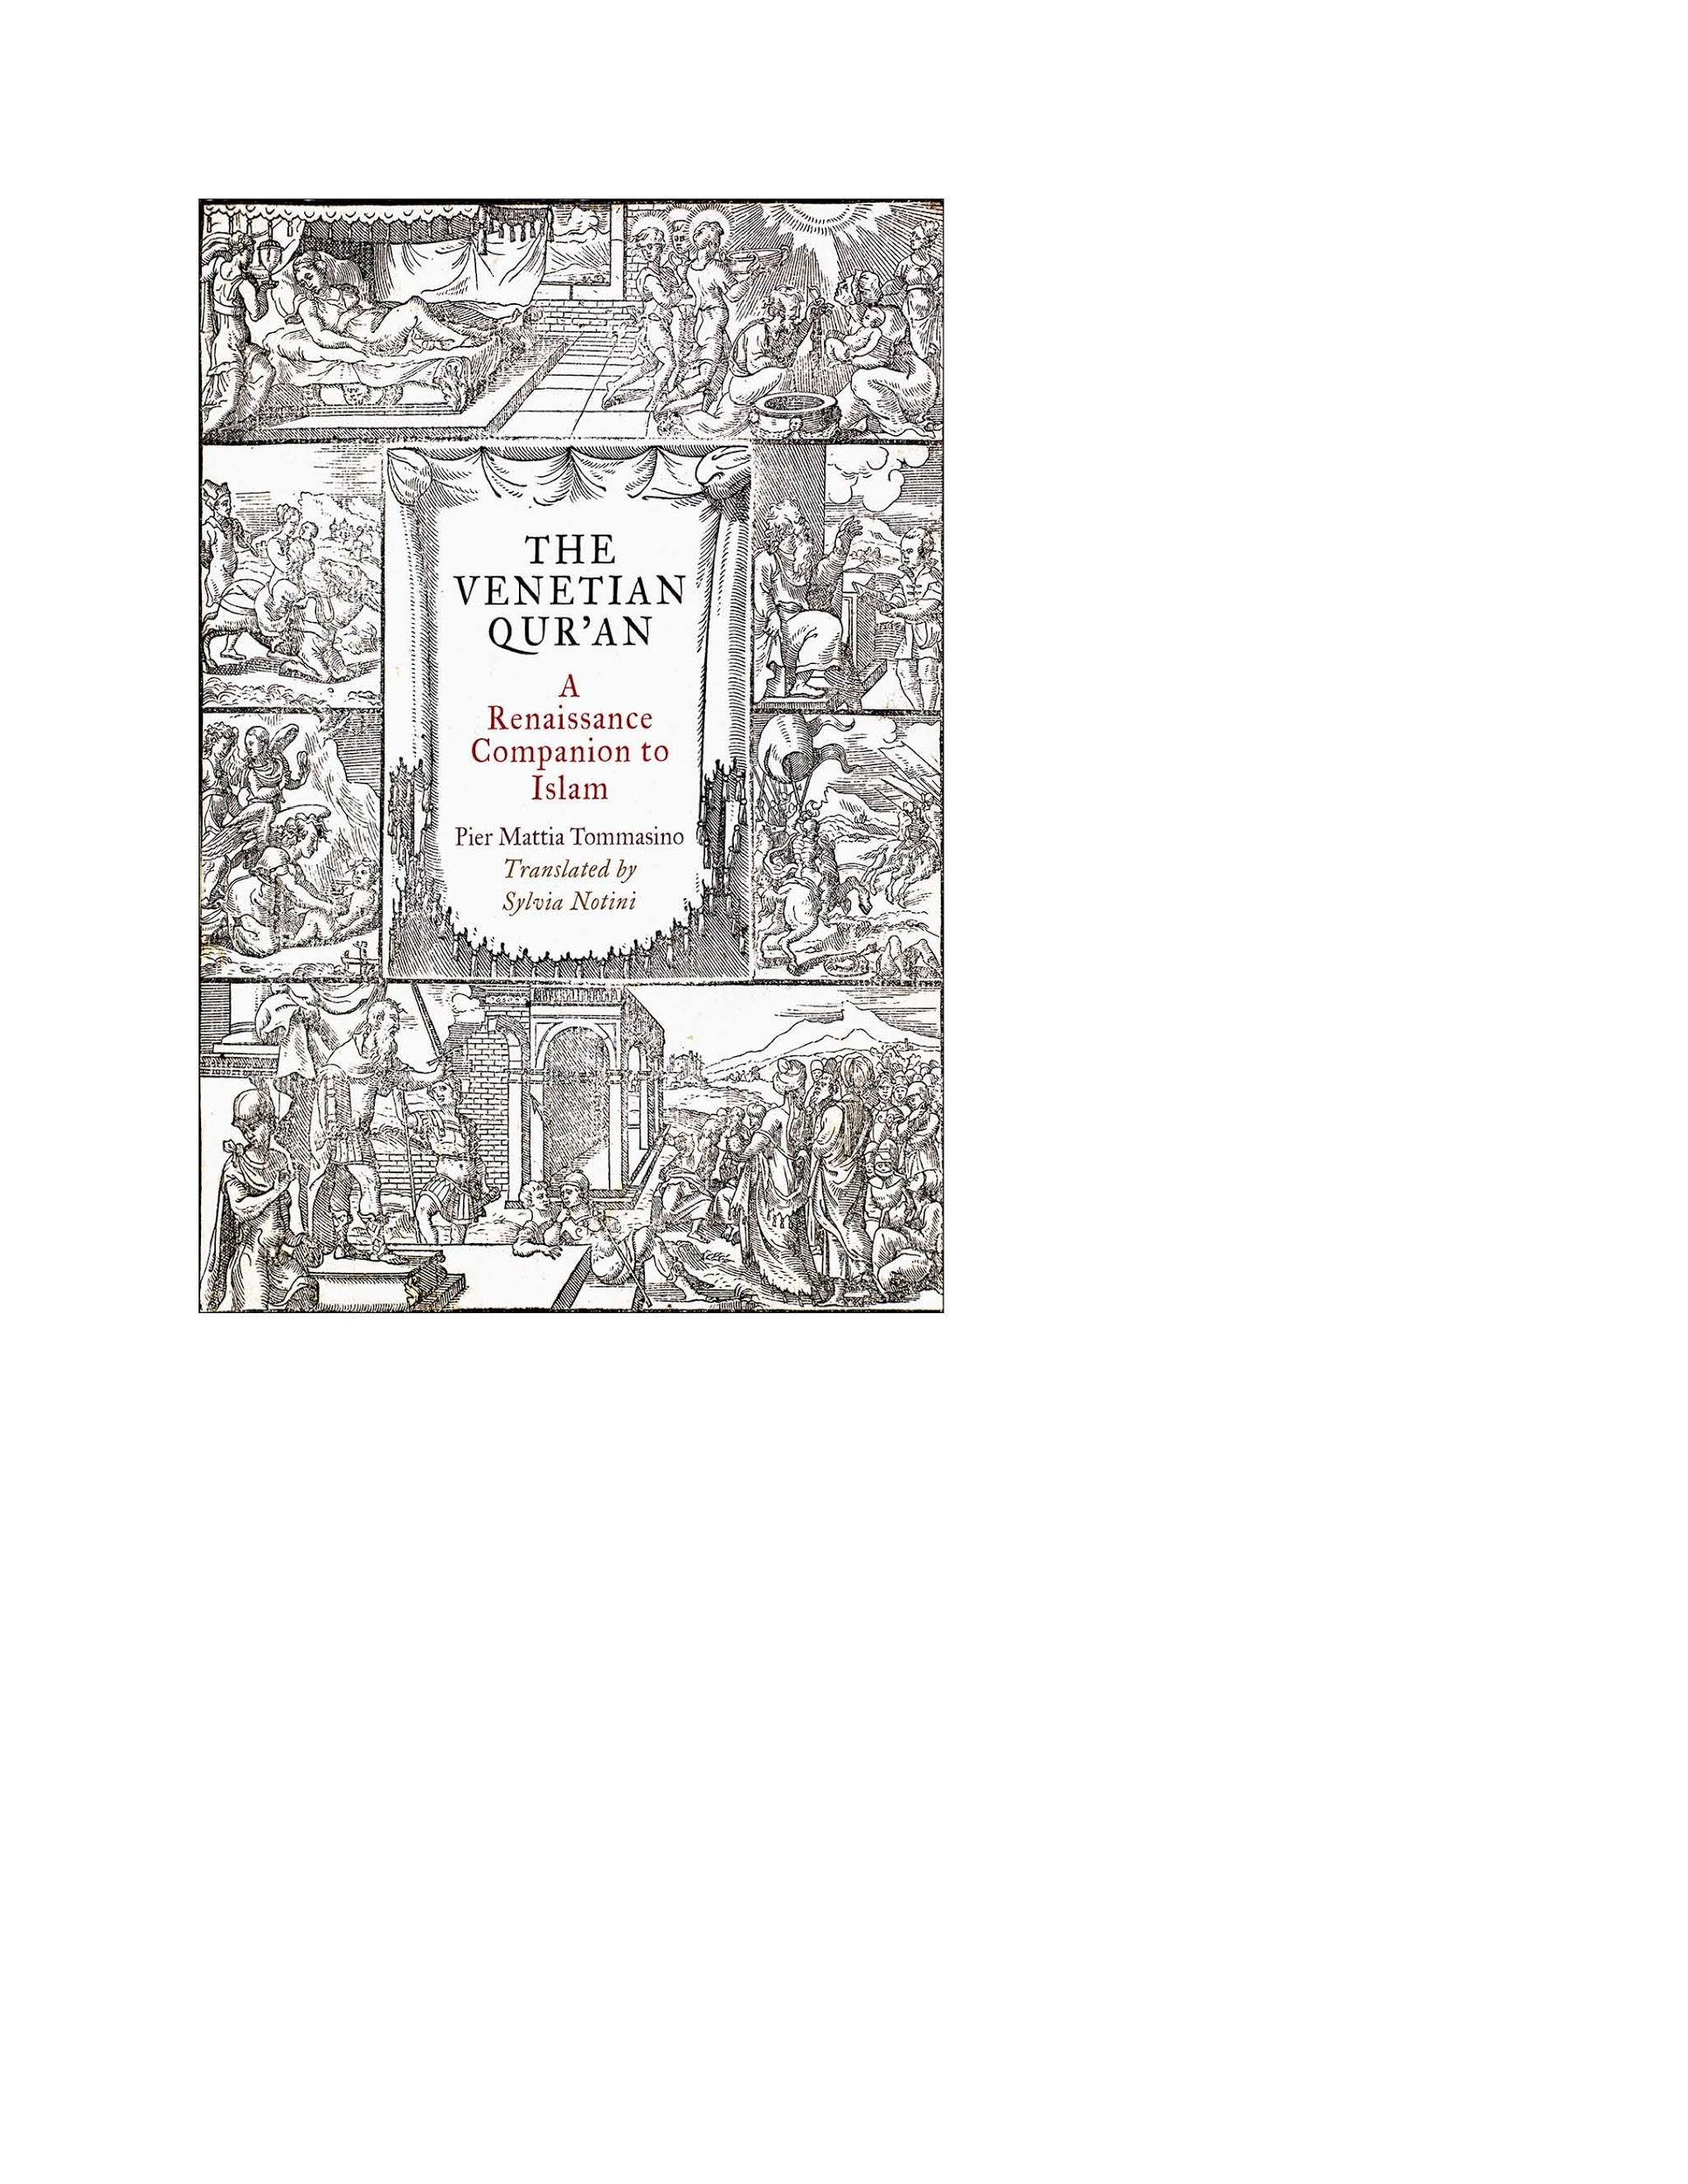 THE
VENETIAN
QUR’AN
A
Renaissance
Companion to
Islam
Pier Mattia Tommasino
Translated by
Sylvia Notini